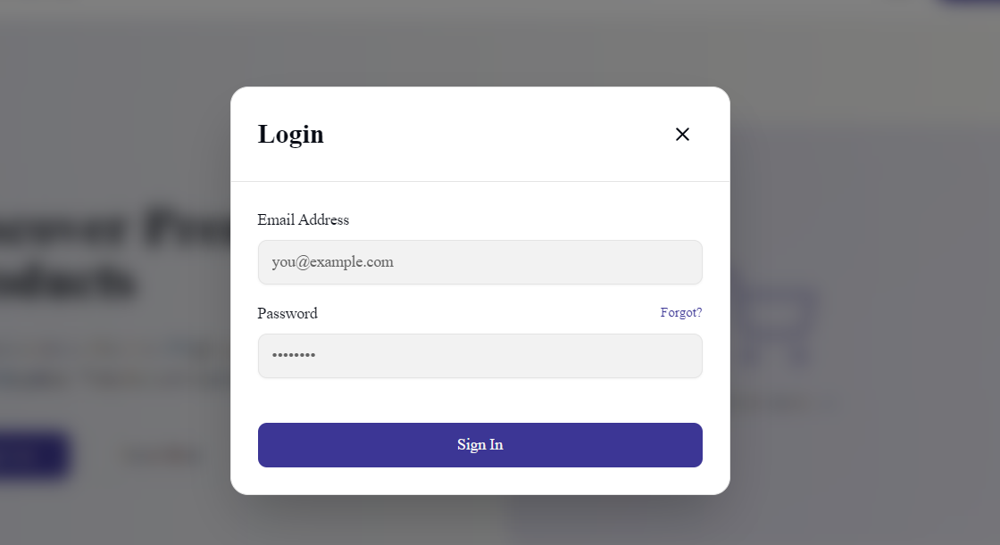 Login
Email Address
you@example.com
Password Forgot?
••••••••
Sign In